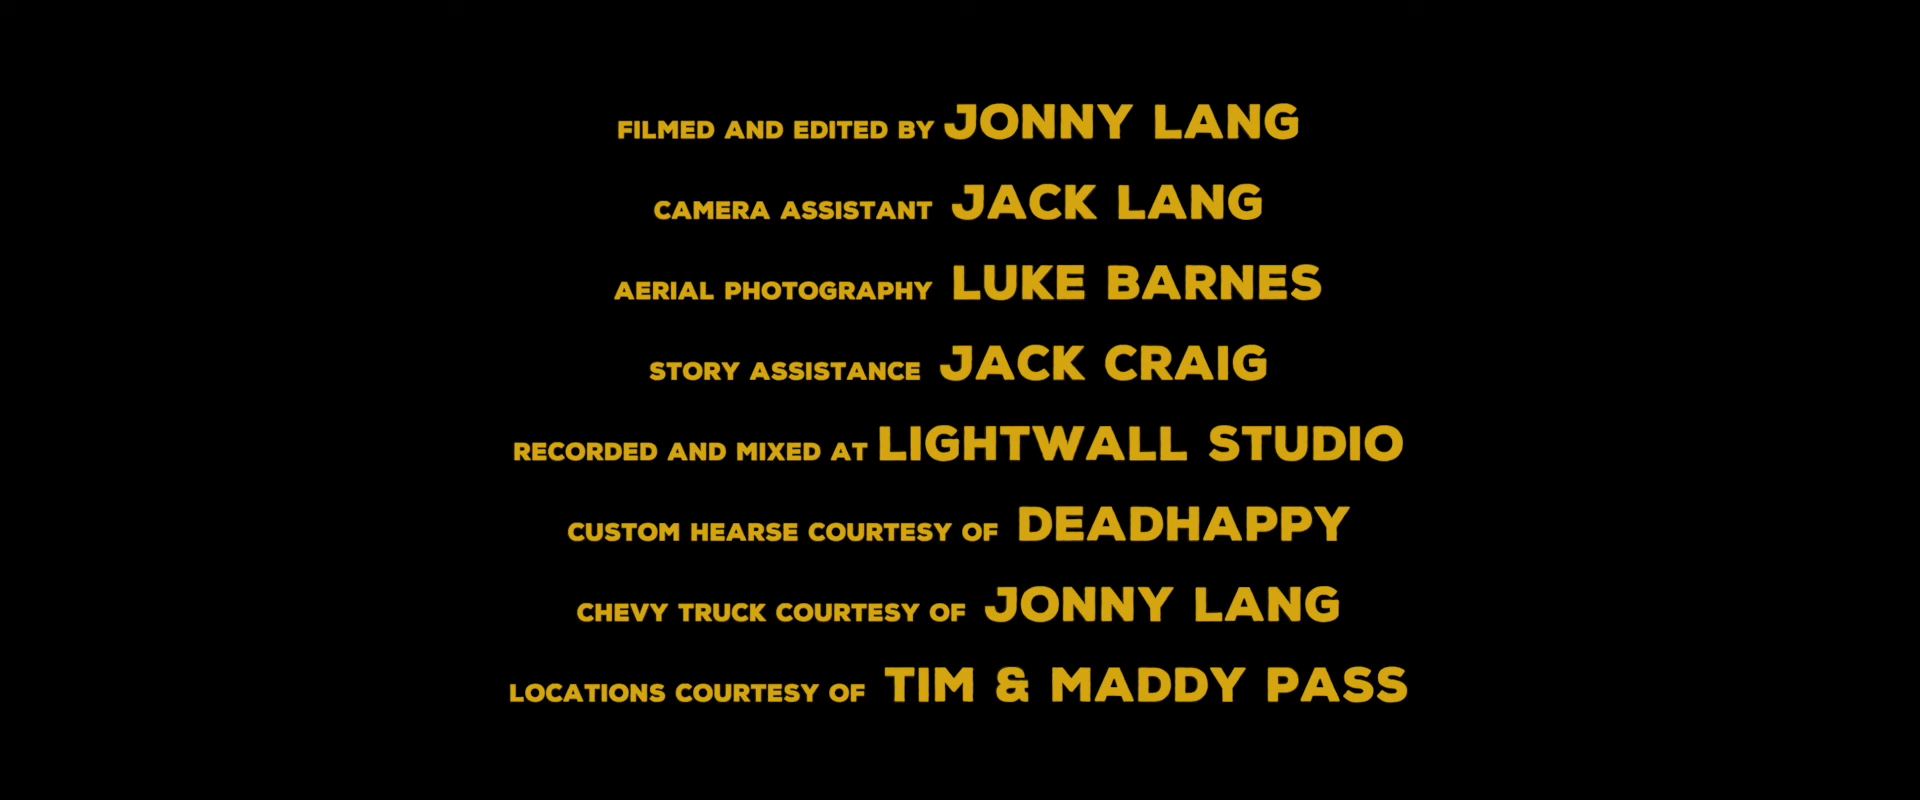 FILMED AND EDITED BY JONNY LANG
CAMERA ASSISTANT JACK LANG
AERIAL PHOTOGRAPHY LUKE BARNES
STORY ASSISTANCE JACK CRAIG
RECORDED AND MIXED AT LIGHTWALL STUDIO
CUSTOM HEARSE COURTESY OF DEADHAPPY
CHEVY TRUCK COURTESY OF JONNY LANG
LOCATIONS COURTESY OF TIM & MADDY PASS